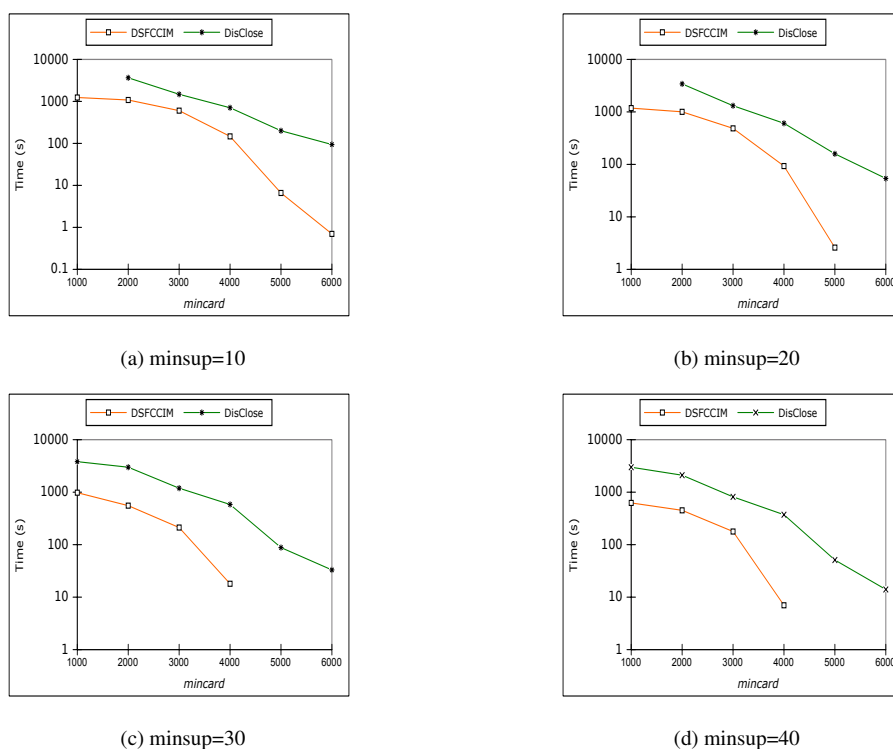 DSFCCIM DisClose
10000
1000
100
10
1
0.1
Time (s)
1000 2000 3000 4000 5000 6000
mincard
(a) minsup=10
DSFCCIM DisClose
10000
1000
100
10
1
Time (s)
1000 2000 3000 4000 5000 6000
mincard
(b) minsup=20
DSFCCIM DisClose
10000
1000
100
10
1
Time (s)
1000 2000 3000 4000 5000 6000
mincard
(c) minsup=30
DSFCCIM DisClose
10000
1000
100
10
1
Time (s)
1000 2000 3000 4000 5000 6000
mincard
(d) minsup=40